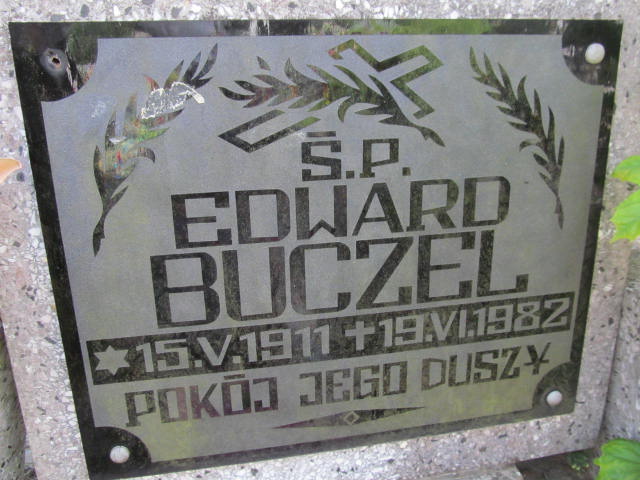 Ś.P.
EDWARD
BUCZEL
✶ 15.V.1911 ✝ 19.VI.1982
POKÓJ JEGO DUSZY